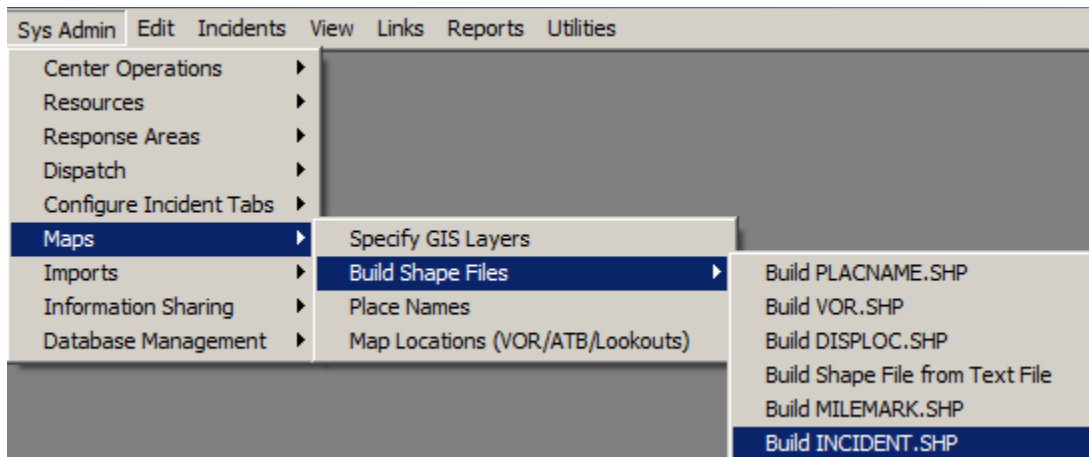 Sys Admin Edit Incidents View Links Reports Utilities
Center Operations
Resources
Response Areas
Dispatch
Configure Incident Tabs
Maps
Imports
Information Sharing
Database Management
Specify GIS Layers
Build Shape Files
Place Names
Map Locations (VOR/ATB/Lookouts)
Build PLACNAME.SHP
Build VOR.SHP
Build DISPLOC.SHP
Build Shape File from Text File
Build MILEMARK.SHP
Build INCIDENT.SHP